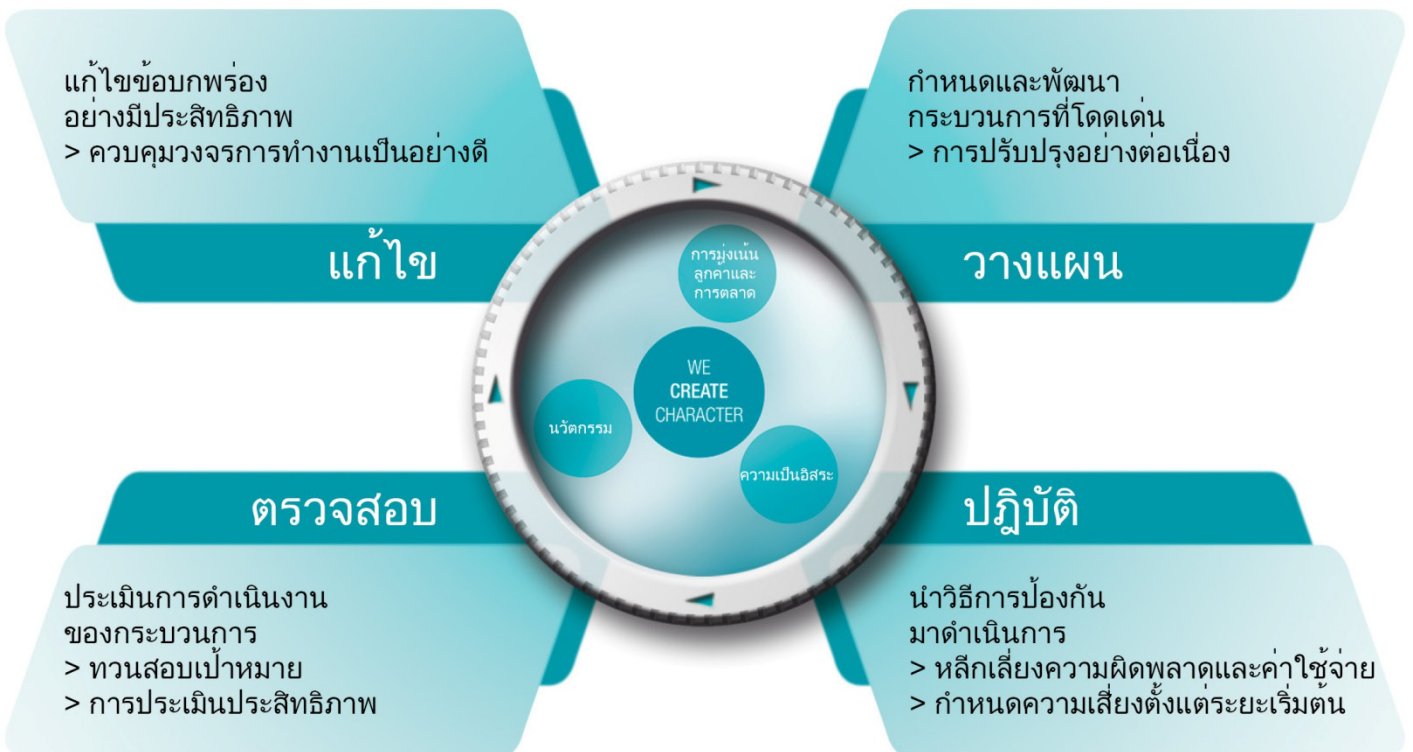 แก้ไขข้อบกพร่อง
อย่างมีประสิทธิภาพ
> ควบคุมวงจรการทำงานเป็นอย่างดี
แก้ไข
กำหนดและพัฒนา
กระบวนการที่โดดเด่น
> การปรับปรุงอย่างต่อเนื่อง
วางแผน
การมุ่งเน้น
ลูกค้าและ
การตลาด
WE
CREATE
CHARACTER
นวัตกรรม
ความเป็นอิสระ
ตรวจสอบ
ประเมินการดำเนินงาน
ของกระบวนการ
> ทวนสอบเป้าหมาย
> การประเมินประสิทธิภาพ
ปฎิบัติ
นำวิธีการป้องกัน
มาดำเนินการ
> หลีกเลี่ยงความผิดพลาดและค่าใช้จ่าย
> กำหนดความเสี่ยงตั้งแต่ระยะเริ่มต้น